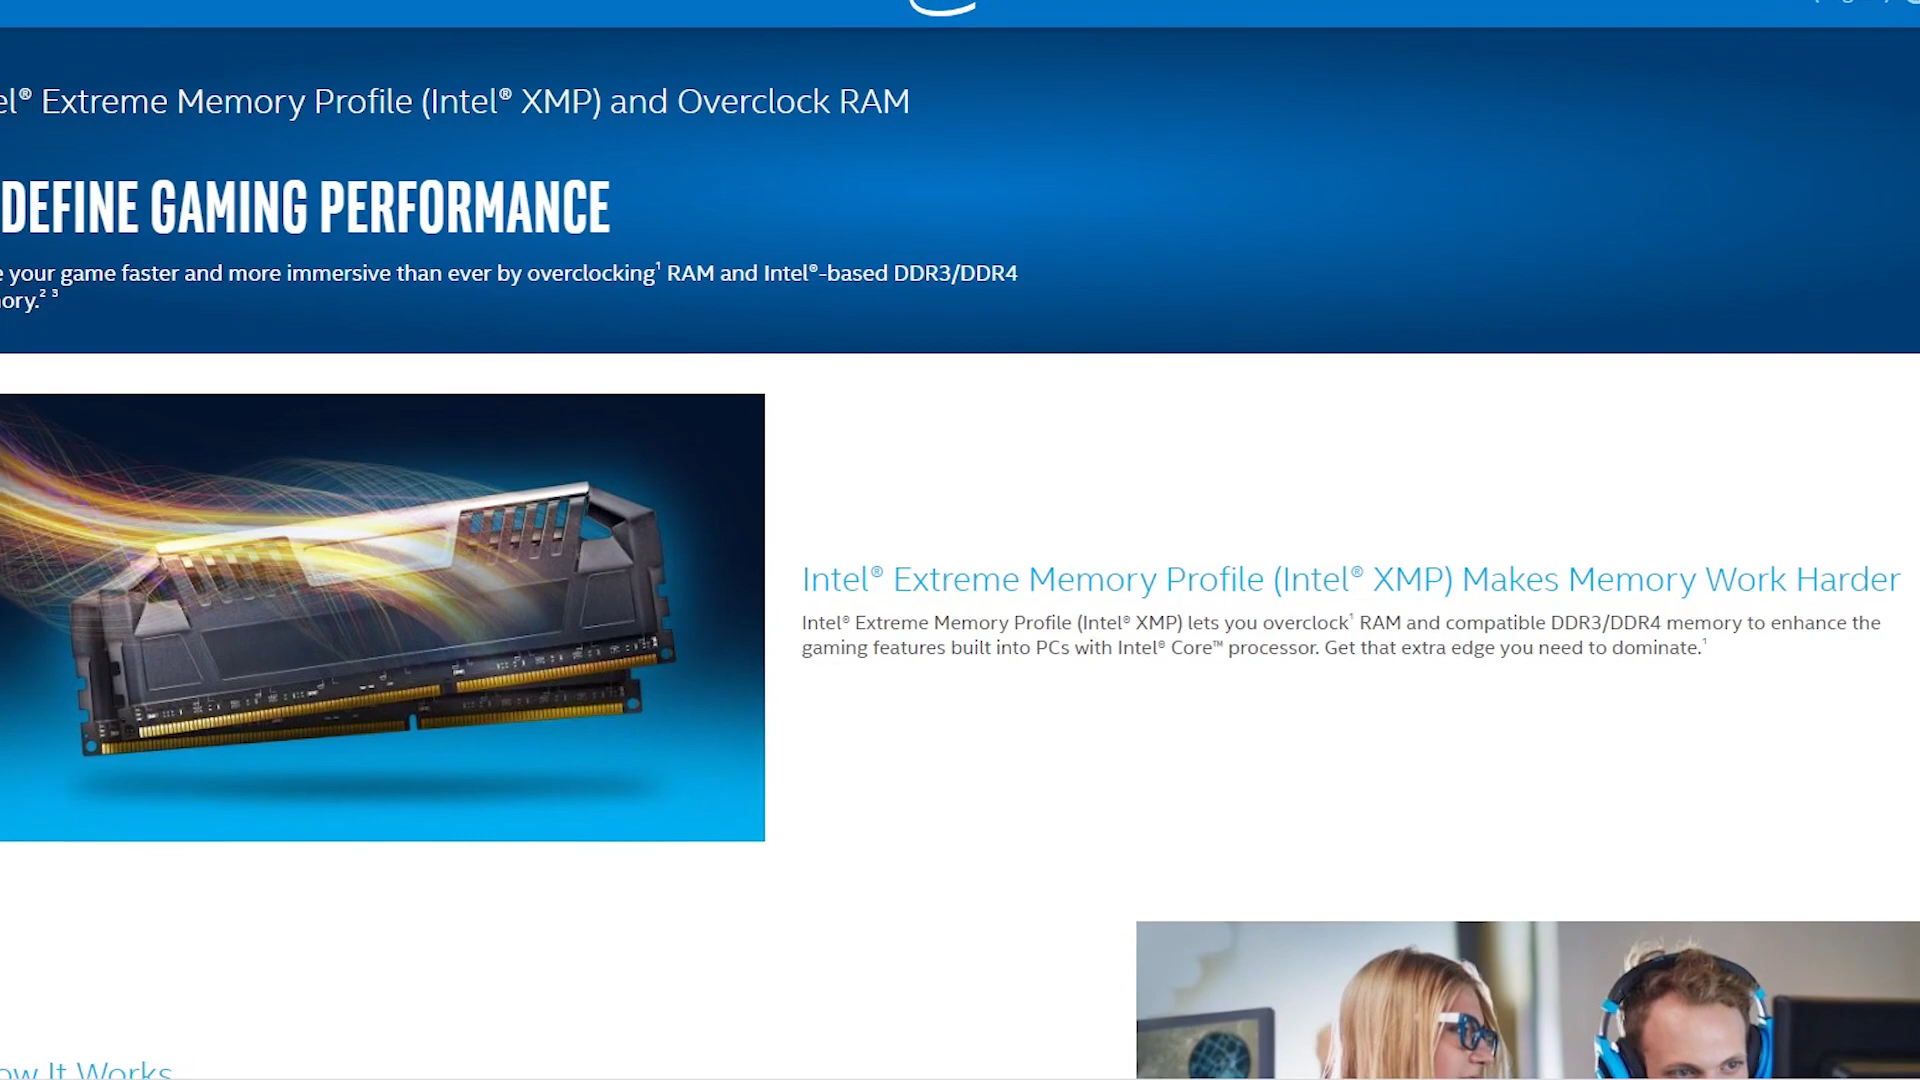 el® Extreme Memory Profile (Intel® XMP) and Overclock RAM
DEFINE GAMING PERFORMANCE
e your game faster and more immersive than ever by overclocking¹ RAM and Intel®-based DDR3/DDR4
ory.² ³
Intel® Extreme Memory Profile (Intel® XMP) Makes Memory Work Harder
Intel® Extreme Memory Profile (Intel® XMP) lets you overclock¹ RAM and compatible DDR3/DDR4 memory to enhance the
gaming features built into PCs with Intel® Core™ processor. Get that extra edge you need to dominate.¹
ow It Works